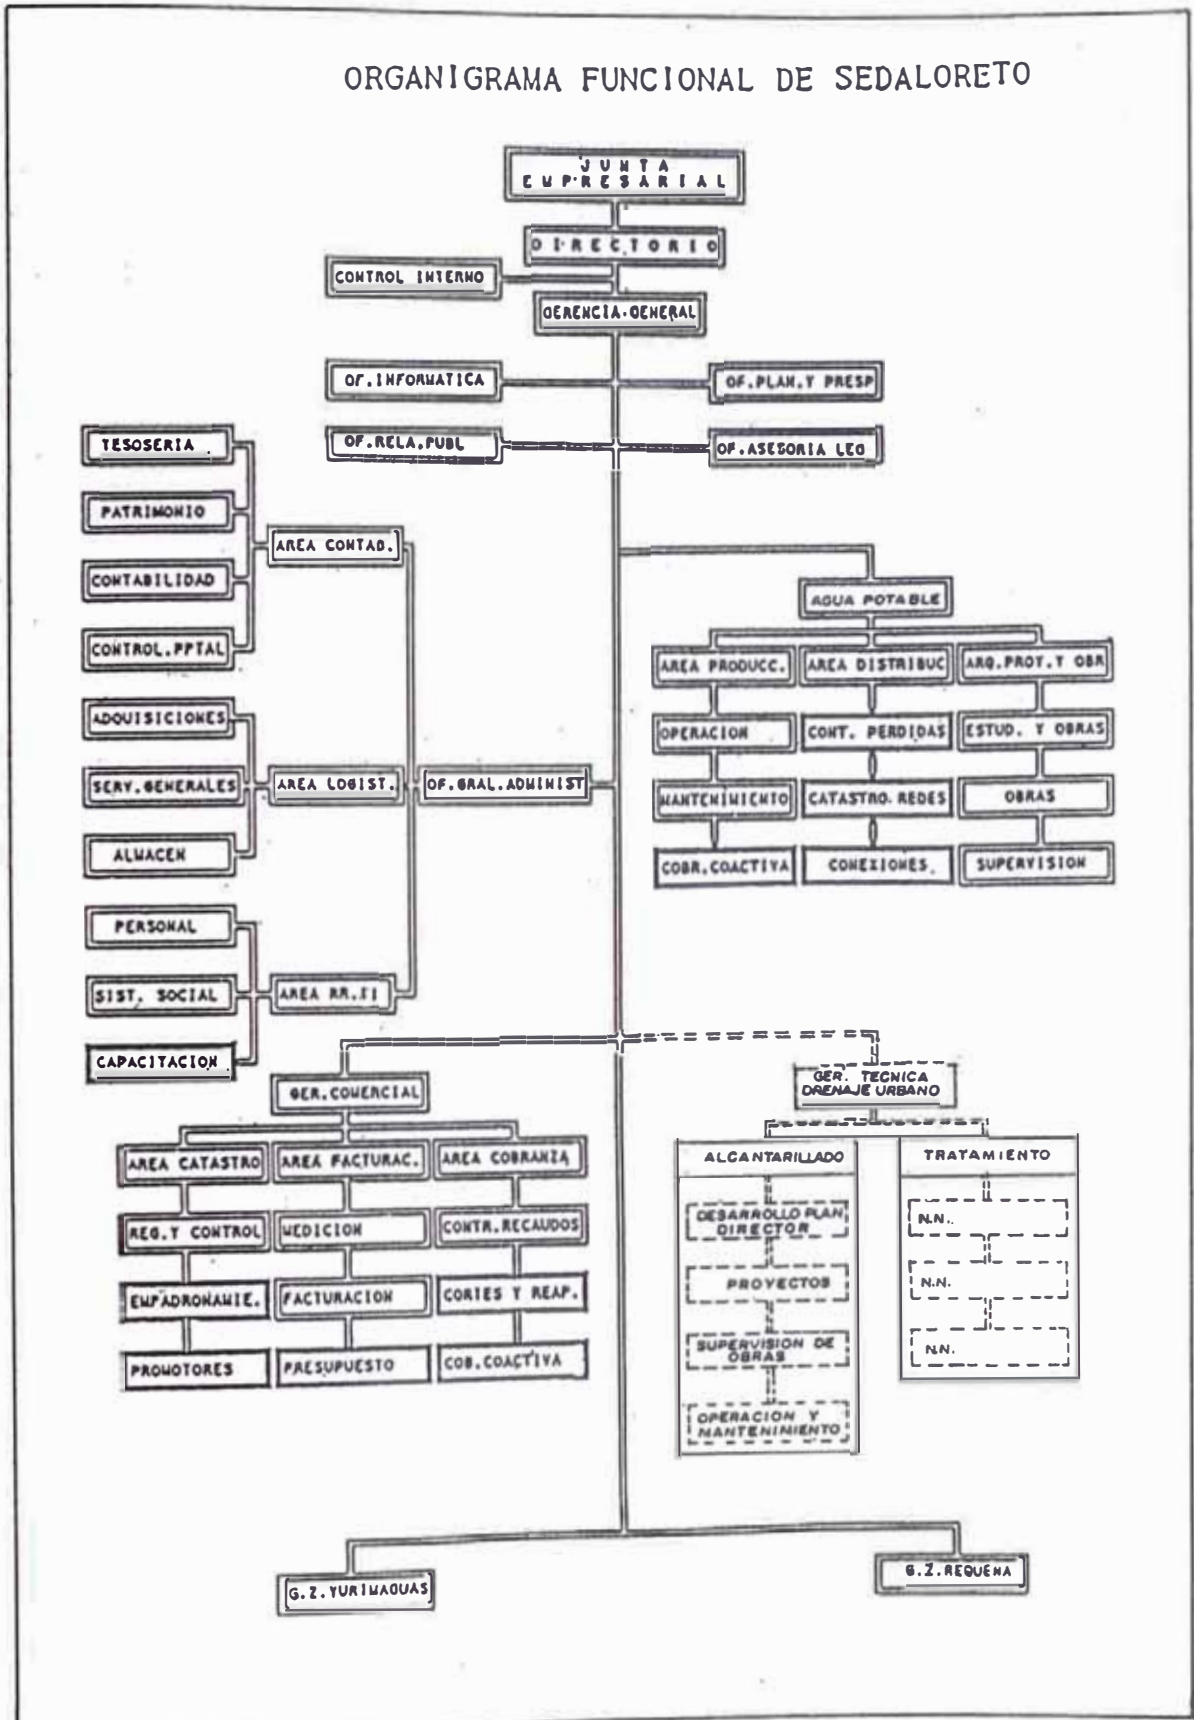 ORGANIGRAMA FUNCIONAL DE SEDALORETO
JUNTA
EMPRESARIAL
DIRECTORIO
CONTROL INTERNO
GERENCIA.GENERAL
OF.INFORMATICA
OF.PLAN.Y PRESP
OF.RELA.PUBL
OF.ASESORIA LEG
TESOSERIA
PATRIMONIO
CONTABILIDAD
CONTROL.PPTAL
AREA CONTAB.
ADQUISICIONES
SERV.GENERALES
ALMACEN
AREA LOGIST.
OF.GRAL.ADMINIST
PERSONAL
SIST. SOCIAL
CAPACITACION
AREA RR.II
AGUA POTABLE
AREA PRODUCC.
AREA DISTRIBUC
ARQ.PROY.Y OBR
OPERACION
CONT. PERDIDAS
ESTUD. Y OBRAS
MANTENIMIENTO
CATASTRO.REDES
OBRAS
COBR.COACTIVA
CONEXIONES.
SUPERVISION
GER.COMERCIAL
AREA CATASTRO
AREA FACTURAC.
AREA COBRANZA
REG.Y CONTROL
MEDICION
CONTR.RECAUDOS
EMPADRONAMIE.
FACTURACION
CORTES Y REAP.
PROMOTORES
PRESUPUESTO
COB.COACTIVA
GER. TECNICA
DRENAJE URBANO
ALCANTARILLADO
DESARROLLO PLAN
DIRECTOR
PROYECTOS
SUPERVISION DE
OBRAS
OPERACION Y
MANTENIMIENTO
TRATAMIENTO
N.N..
N.N.
N.N.
G.Z.YURIMAGUAS
G.Z.REQUENA